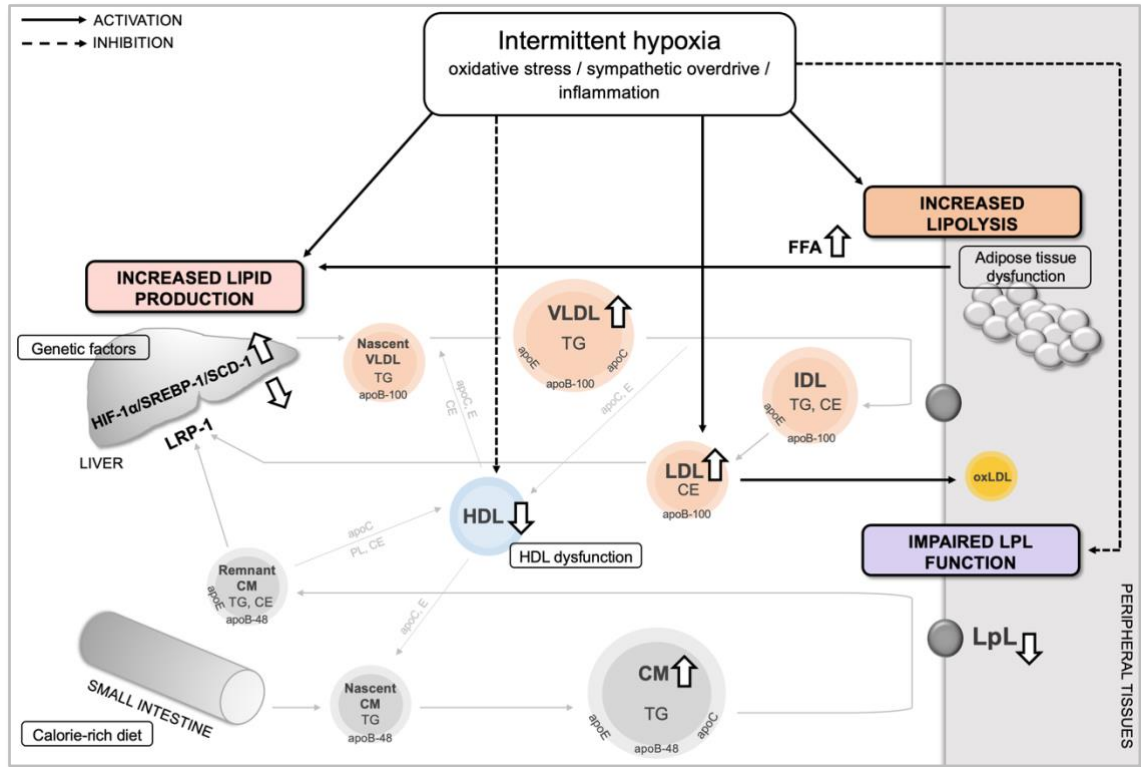 ACTIVATION
INHIBITION
Intermittent hypoxia
oxidative stress / sympathetic overdrive /
inflammation
INCREASED
LIPOLYSIS
FFA
Adipose tissue
dysfunction
INCREASED LIPID
PRODUCTION
Genetic factors
HIF-1α/SREBP-1/SCD-1
LRP-1
LIVER
Nascent
VLDL
TG
apoB-100
VLDL
TG
apoE
apoC
apoB-100
IDL
TG, CE
apoE
apoB-100
apoC, E
CE
apoC, E
LDL
CE
apoB-100
oxLDL
HDL
HDL dysfunction
apoC
PL, CE
IMPAIRED LPL
FUNCTION
Remnant
CM
TG, CE
apoE
apoB-48
apoC, E
LpL
PERIPHERAL TISSUES
SMALL INTESTINE
Calorie-rich diet
Nascent
CM
TG
apoB-48
CM
TG
apoE
apoC
apoB-48